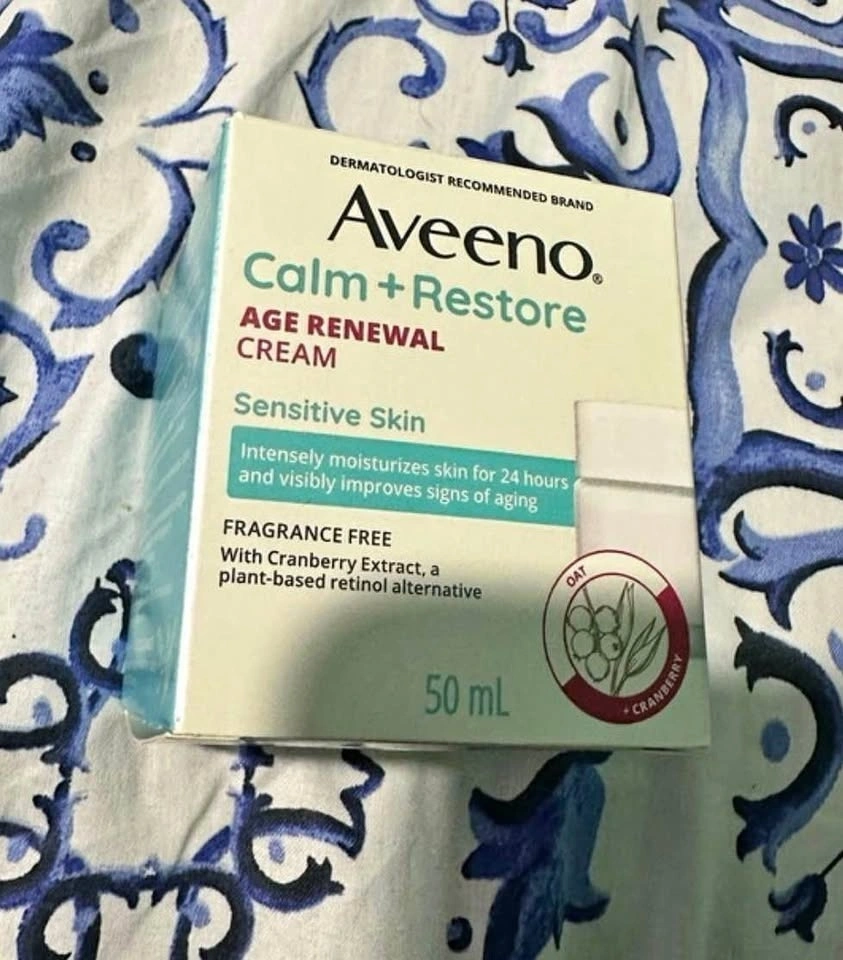 DERMATOLOGIST RECOMMENDED BRAND
Aveeno®
Calm + Restore
AGE RENEWAL
CREAM
Sensitive Skin
Intensely moisturizes skin for 24 hours
and visibly improves signs of aging
FRAGRANCE FREE
With Cranberry Extract, a
plant-based retinol alternative
OAT
+ CRANBERRY
50 mL